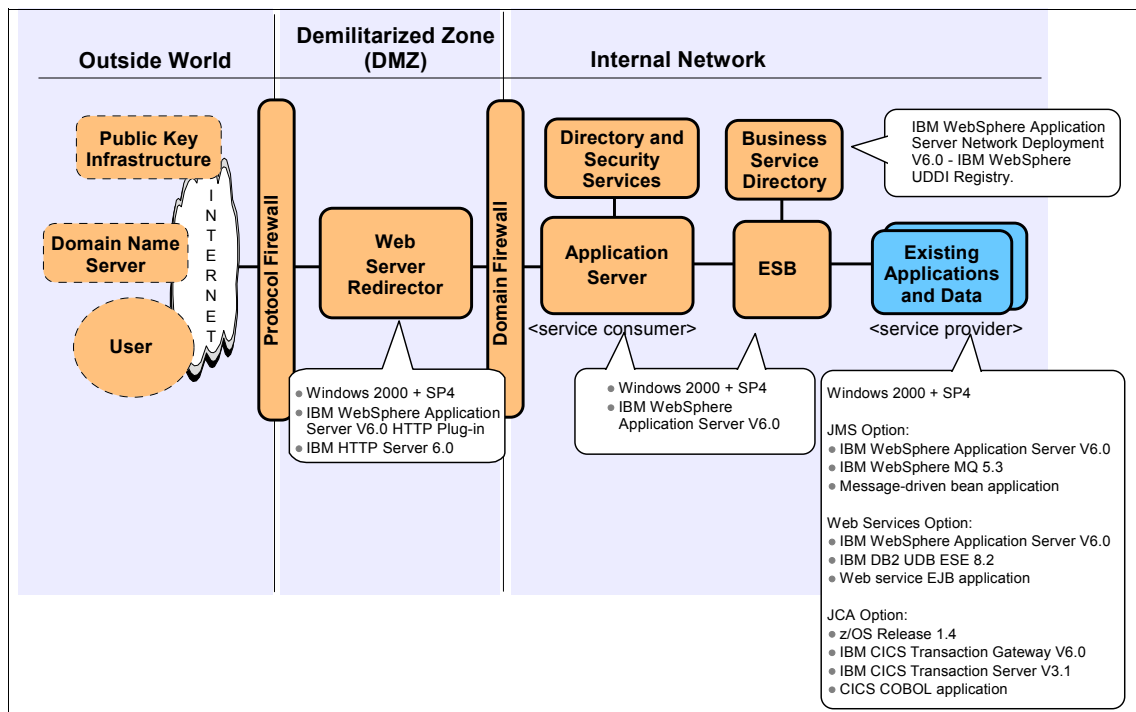 Outside World
Demilitarized Zone
(DMZ)
Internal Network
Public Key
Infrastructure
Domain Name
Server
User
INTERNET
Protocol Firewall
Web
Server
Redirector
Domain Firewall
Directory and
Security
Services
Business
Service
Directory
IBM WebSphere Application
Server Network Deployment
V6.0 - IBM WebSphere
UDDI Registry.
Application
Server
ESB
Existing
Applications
and Data
<service consumer>
<service provider>
Windows 2000 + SP4
IBM WebSphere Application
Server V6.0 HTTP Plug-in
IBM HTTP Server 6.0
Windows 2000 + SP4
IBM WebSphere
Application Server V6.0
Windows 2000 + SP4
JMS Option:
IBM WebSphere Application Server V6.0
IBM WebSphere MQ 5.3
Message-driven bean application
Web Services Option:
IBM WebSphere Application Server V6.0
IBM DB2 UDB ESE 8.2
Web service EJB application
JCA Option:
z/OS Release 1.4
IBM CICS Transaction Gateway V6.0
IBM CICS Transaction Server V3.1
CICS COBOL application